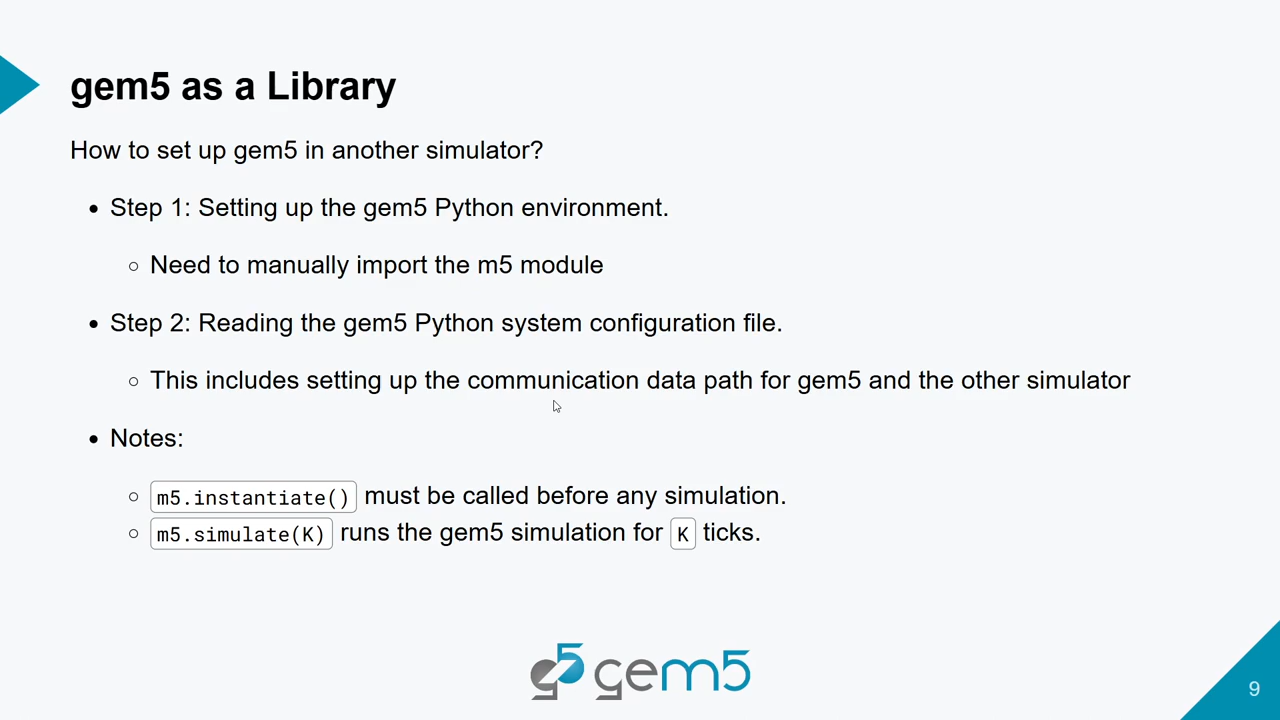 gem5 as a Library
How to set up gem5 in another simulator?
• Step 1: Setting up the gem5 Python environment.
◦ Need to manually import the m5 module
• Step 2: Reading the gem5 Python system configuration file.
◦ This includes setting up the communication data path for gem5 and the other simulator
• Notes:
◦ m5.instantiate() must be called before any simulation.
◦ m5.simulate(K) runs the gem5 simulation for K ticks.
g5 gem5
9